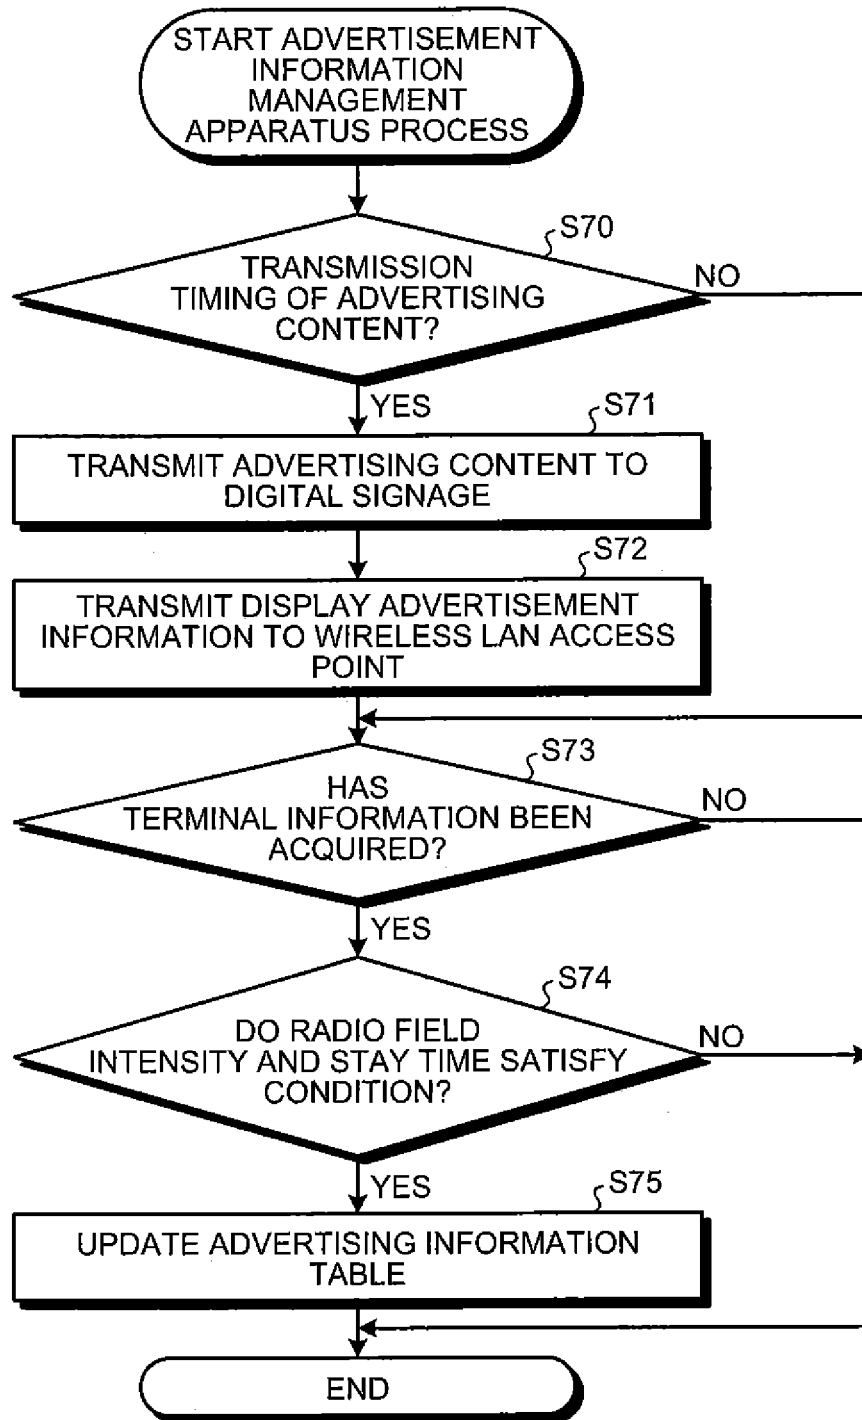 START ADVERTISEMENT
INFORMATION
MANAGEMENT
APPARATUS PROCESS
S70
TRANSMISSION
TIMING OF ADVERTISING
CONTENT?
NO
YES
S71
TRANSMIT ADVERTISING CONTENT TO
DIGITAL SIGNAGE
S72
TRANSMIT DISPLAY ADVERTISEMENT
INFORMATION TO WIRELESS LAN ACCESS
POINT
S73
HAS
TERMINAL INFORMATION BEEN
ACQUIRED?
NO
YES
S74
DO RADIO FIELD
INTENSITY AND STAY TIME SATISFY
CONDITION?
NO
YES
S75
UPDATE ADVERTISING INFORMATION
TABLE
END